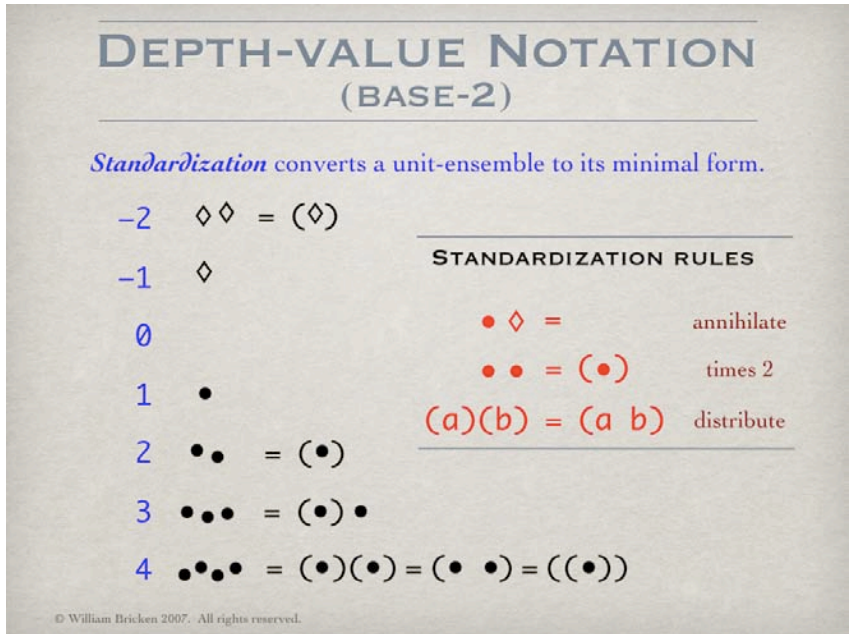 DEPTH-VALUE NOTATION
(BASE-2)
Standardization converts a unit-ensemble to its minimal form.
-2 ◊ ◊ = (◊)
-1 ◊
0
1 •
2 • • = (•)
3 • • • = (•) •
4 • • • • = (•)(•) = (• •) = ((•))
STANDARDIZATION RULES
• ◊ = annihilate
• • = (•) times 2
(a)(b) = (a b) distribute
© William Bricken 2007. All rights reserved.